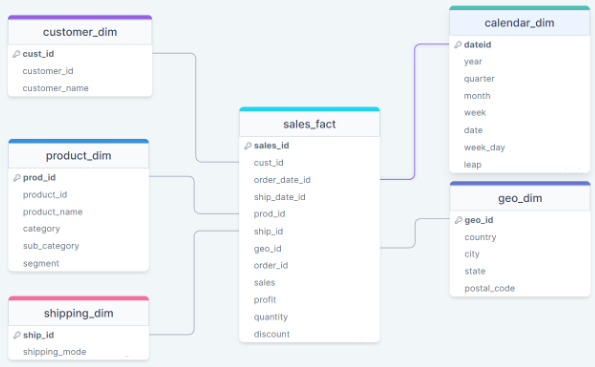 customer_dim
cust_id
customer_id
customer_name
product_dim
prod_id
product_id
product_name
category
sub_category
segment
shipping_dim
ship_id
shipping_mode
sales_fact
sales_id
cust_id
order_date_id
ship_date_id
prod_id
ship_id
geo_id
order_id
sales
profit
quantity
discount
calendar_dim
dateid
year
quarter
month
week
date
week_day
leap
geo_dim
geo_id
country
city
state
postal_code